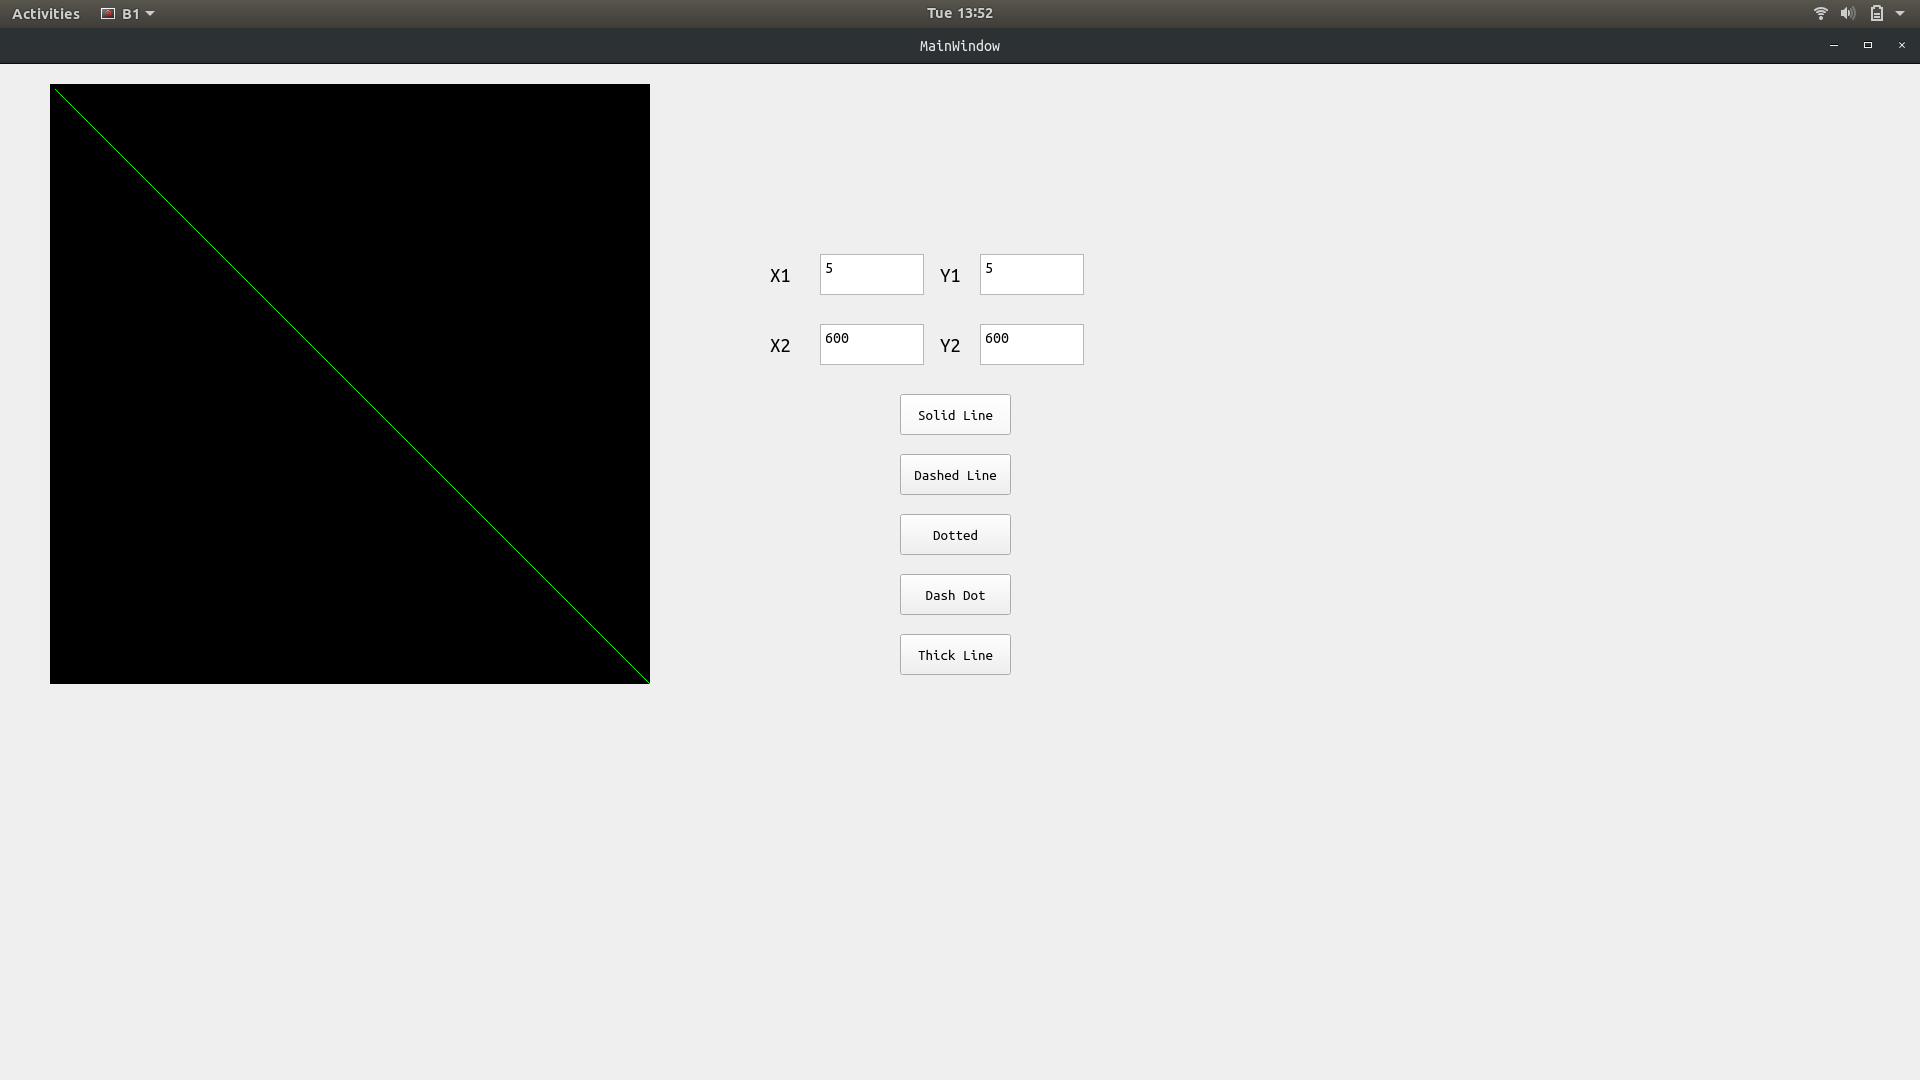 Activities B1 Tue 13:52
MainWindow
X1 5 Y1 5
X2 600 Y2 600
Solid Line
Dashed Line
Dotted
Dash Dot
Thick Line